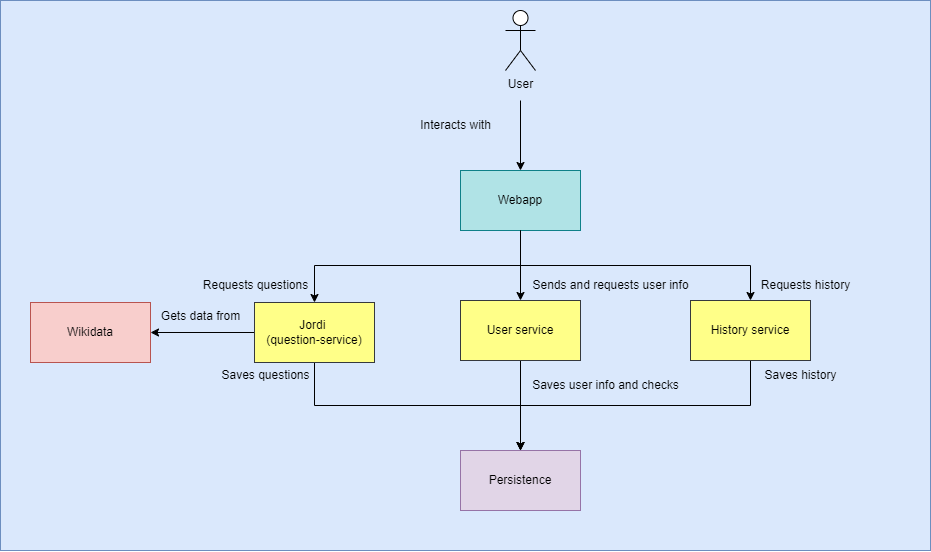 User
Interacts with
Webapp
Requests questions
Sends and requests user info
Requests history
Wikidata
Gets data from
Jordi
(question-service)
User service
History service
Saves questions
Saves user info and checks
Saves history
Persistence